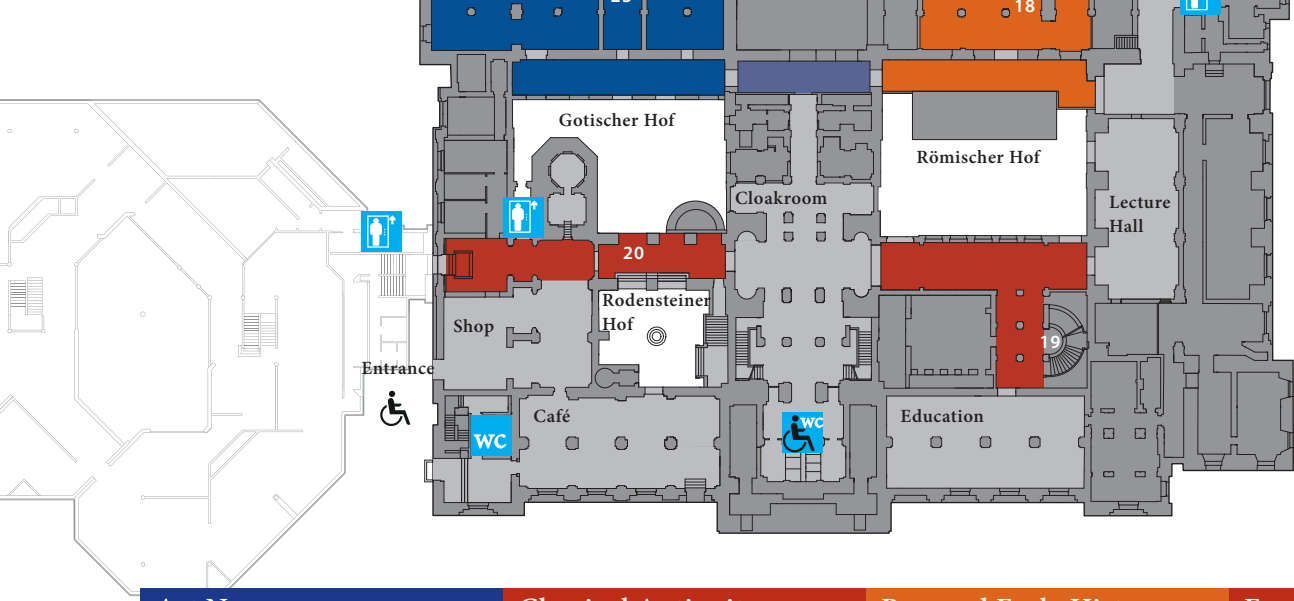 18
Gotischer Hof
Römischer Hof
Cloakroom
Lecture
Hall
20
Rodensteiner
Hof
Shop
19
Entrance
Café
Education
WC
WC